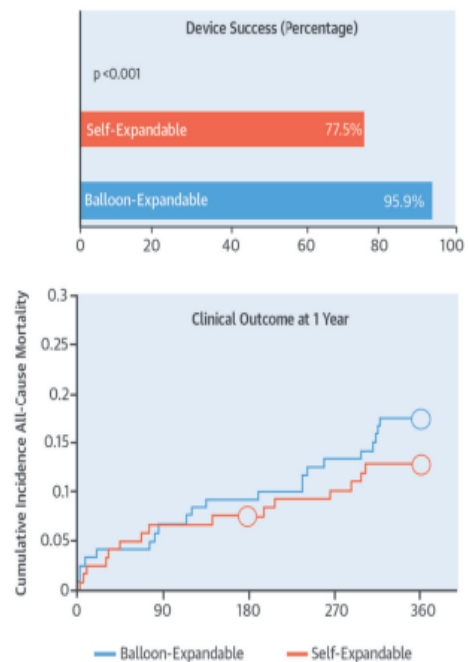 Device Success (Percentage)
p <0.001
Self-Expandable 77.5%
Balloon-Expandable 95.9%
0 20 40 60 80 100
Cumulative Incidence All-Cause Mortality
Clinical Outcome at 1 Year
0.3
0.25
0.2
0.15
0.1
0.05
0
0 90 180 270 360
Balloon-Expandable Self-Expandable